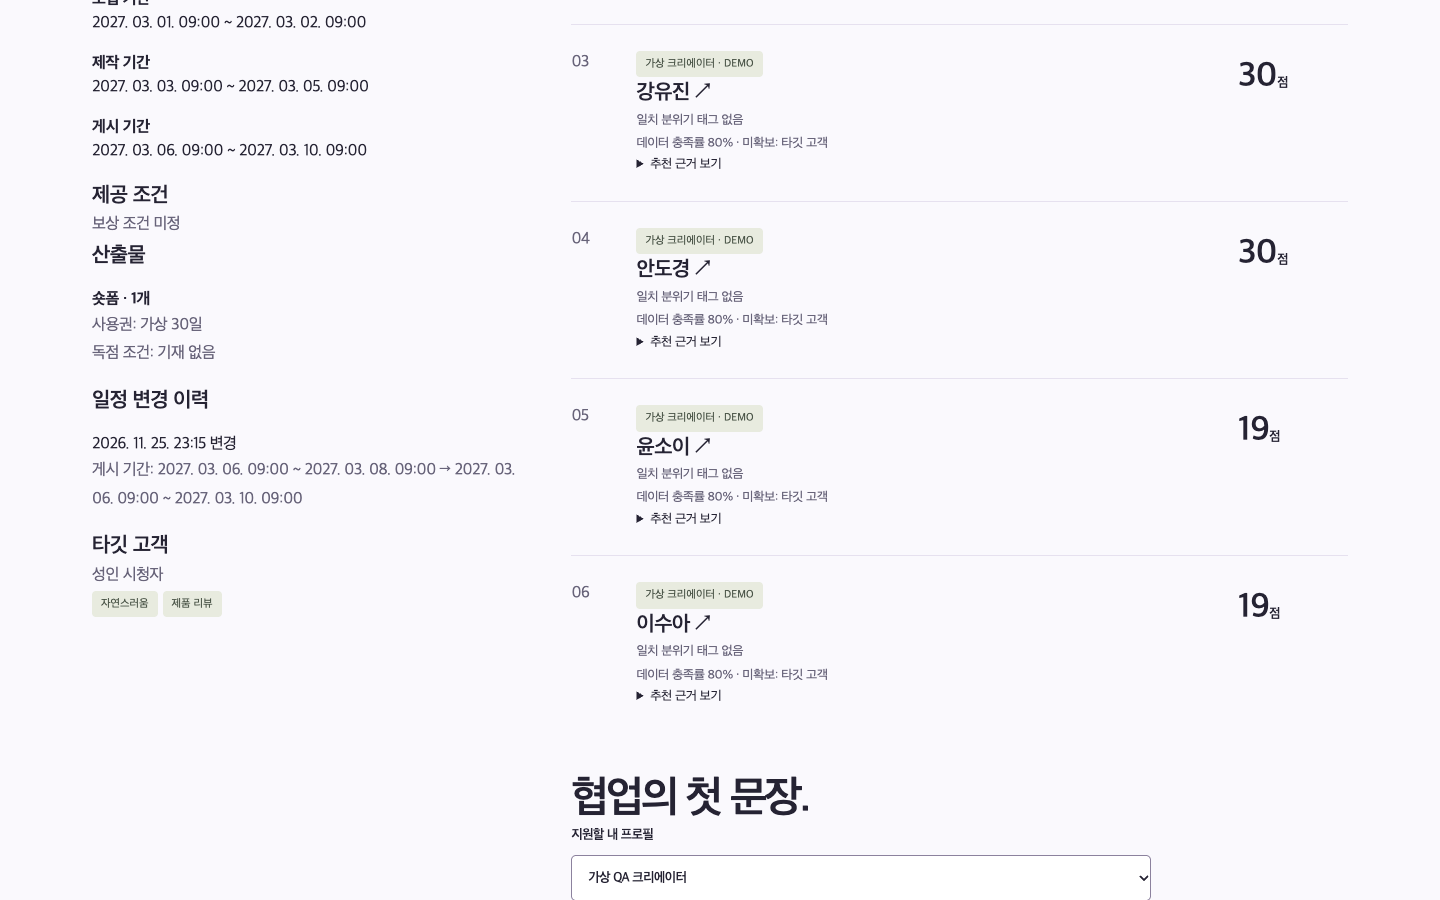 2027. 03. 01. 09:00 ~ 2027. 03. 02. 09:00
제작 기간
2027. 03. 03. 09:00 ~ 2027. 03. 05. 09:00
게시 기간
2027. 03. 06. 09:00 ~ 2027. 03. 10. 09:00
제공 조건
보상 조건 미정
산출물
숏폼 · 1개
사용권: 가상 30일
독점 조건: 기재 없음
일정 변경 이력
2026. 11. 25. 23:15 변경
게시 기간: 2027. 03. 06. 09:00 ~ 2027. 03. 08. 09:00 → 2027. 03.
06. 09:00 ~ 2027. 03. 10. 09:00
타깃 고객
성인 시청자
자연스러움 제품 리뷰
03
가상 크리에이터 · DEMO
강유진 ↗
일치 분위기 태그 없음
데이터 충족률 80% · 미확보: 타깃 고객
▶ 추천 근거 보기
30점
04
가상 크리에이터 · DEMO
안도경 ↗
일치 분위기 태그 없음
데이터 충족률 80% · 미확보: 타깃 고객
▶ 추천 근거 보기
30점
05
가상 크리에이터 · DEMO
윤소이 ↗
일치 분위기 태그 없음
데이터 충족률 80% · 미확보: 타깃 고객
▶ 추천 근거 보기
19점
06
가상 크리에이터 · DEMO
이수아 ↗
일치 분위기 태그 없음
데이터 충족률 80% · 미확보: 타깃 고객
▶ 추천 근거 보기
19점
협업의 첫 문장.
지원할 내 프로필
가상 QA 크리에이터